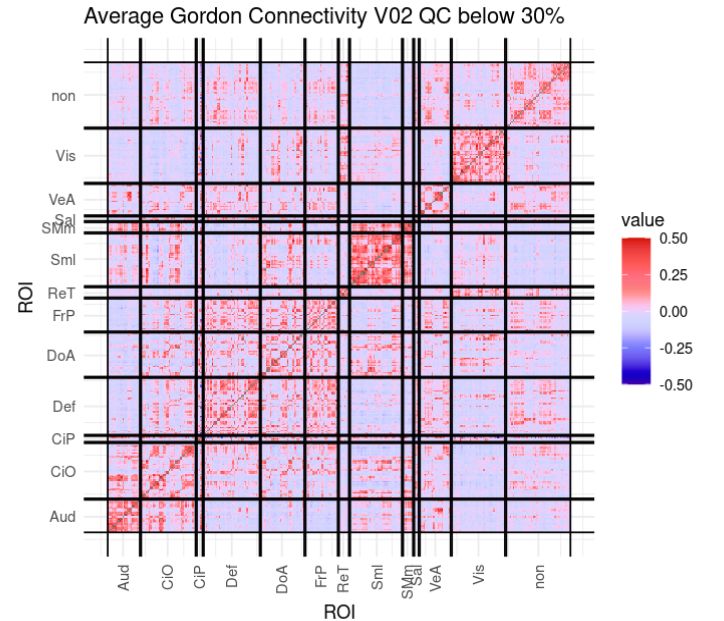 Average Gordon Connectivity V02 QC below 30%
non
Vis
VeA
Sal
SMm
Sml
ReT
FrP
DoA
Def
CiP
CiO
Aud
ROI
Aud
CiO
CiP
Def
DoA
FrP
ReT
Sml
SMm
Sal
VeA
Vis
non
ROI
value
0.50
0.25
0.00
-0.25
-0.50